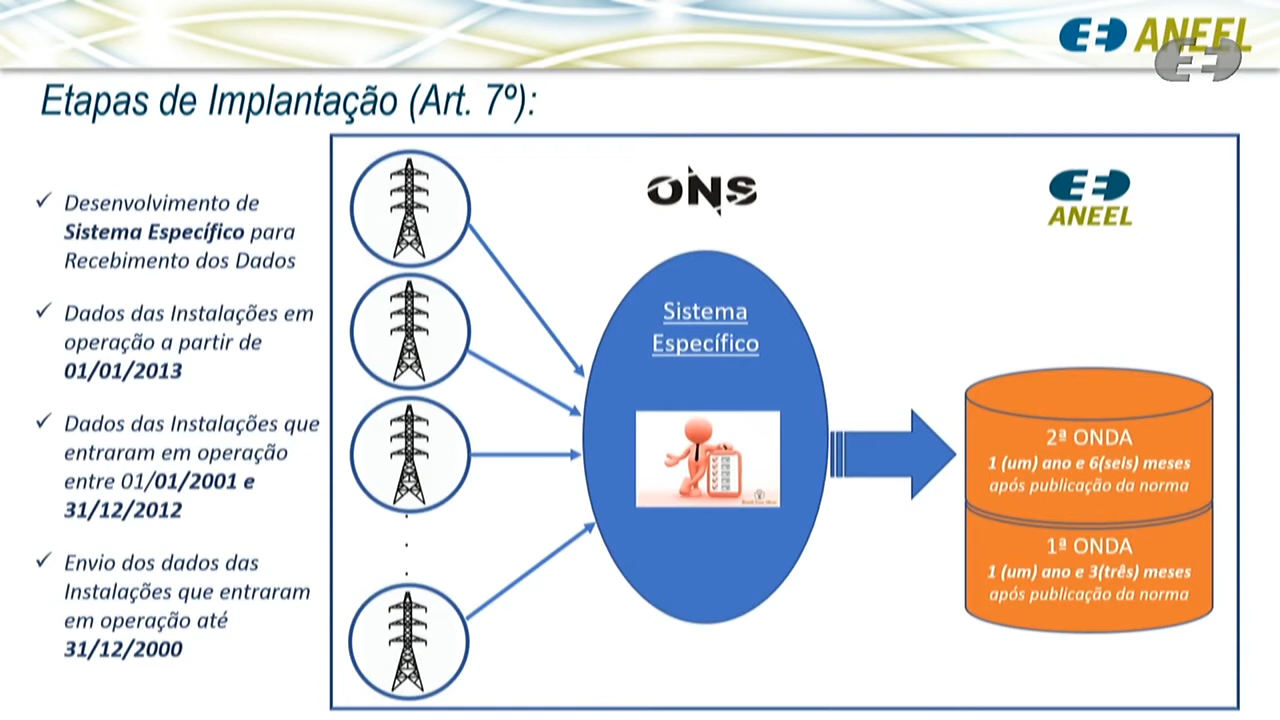 ANEEL
Etapas de Implantação (Art. 7º):
✓ Desenvolvimento de
Sistema Específico para
Recebimento dos Dados
✓ Dados das Instalações em
operação a partir de
01/01/2013
✓ Dados das Instalações que
entraram em operação
entre 01/01/2001 e
31/12/2012
✓ Envio dos dados das
Instalações que entraram
em operação até
31/12/2000
ONS
Sistema
Específico
ANEEL
2ª ONDA
1 (um) ano e 6(seis) meses
após publicação da norma
1ª ONDA
1 (um) ano e 3(três) meses
após publicação da norma